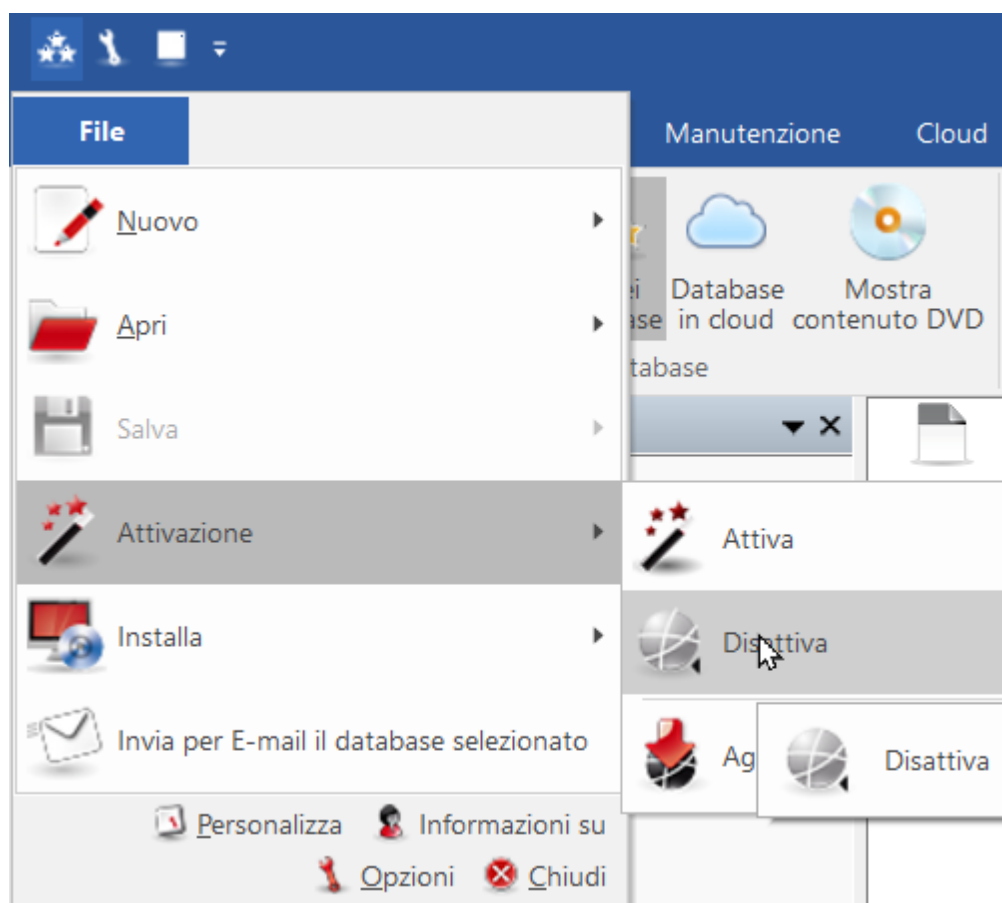 File
Manutenzione
Cloud
Nuovo
Apri
Salva
Attivazione
Installa
Invia per E-mail il database selezionato
Personalizza
Informazioni su
Opzioni
Chiudi
Database
in cloud
Mostra
contenuto DVD
Attiva
Disattiva
Disattiva